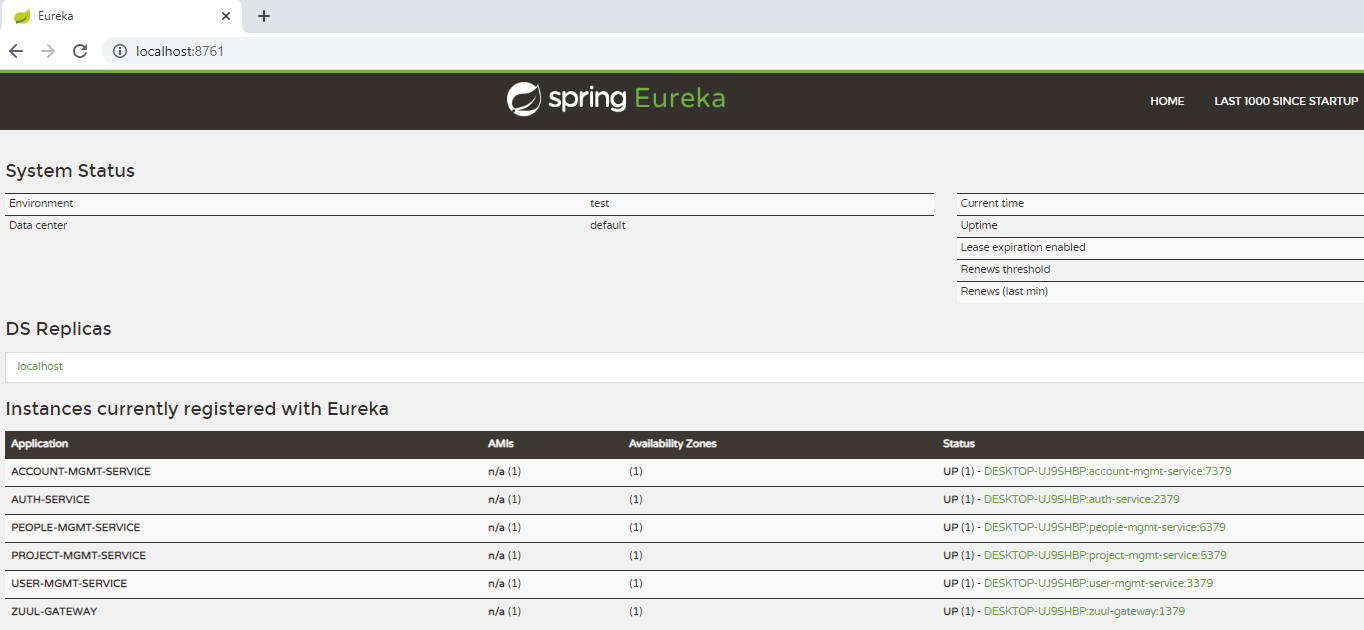 Eureka
localhost:8761
spring Eureka
HOME LAST 1000 SINCE STARTUP
System Status
Environment test
Data center default
Current time
Uptime
Lease expiration enabled
Renews threshold
Renews (last min)
DS Replicas
localhost
Instances currently registered with Eureka
Application AMIs Availability Zones Status
ACCOUNT-MGMT-SERVICE n/a (1) (1) UP (1) - DESKTOP-UJ9SHBP:account-mgmt-service:7379
AUTH-SERVICE n/a (1) (1) UP (1) - DESKTOP-UJ9SHBP:auth-service:2379
PEOPLE-MGMT-SERVICE n/a (1) (1) UP (1) - DESKTOP-UJ9SHBP:people-mgmt-service:6379
PROJECT-MGMT-SERVICE n/a (1) (1) UP (1) - DESKTOP-UJ9SHBP:project-mgmt-service:5379
USER-MGMT-SERVICE n/a (1) (1) UP (1) - DESKTOP-UJ9SHBP:user-mgmt-service:3379
ZUUL-GATEWAY n/a (1) (1) UP (1) - DESKTOP-UJ9SHBP:zuul-gateway:1379